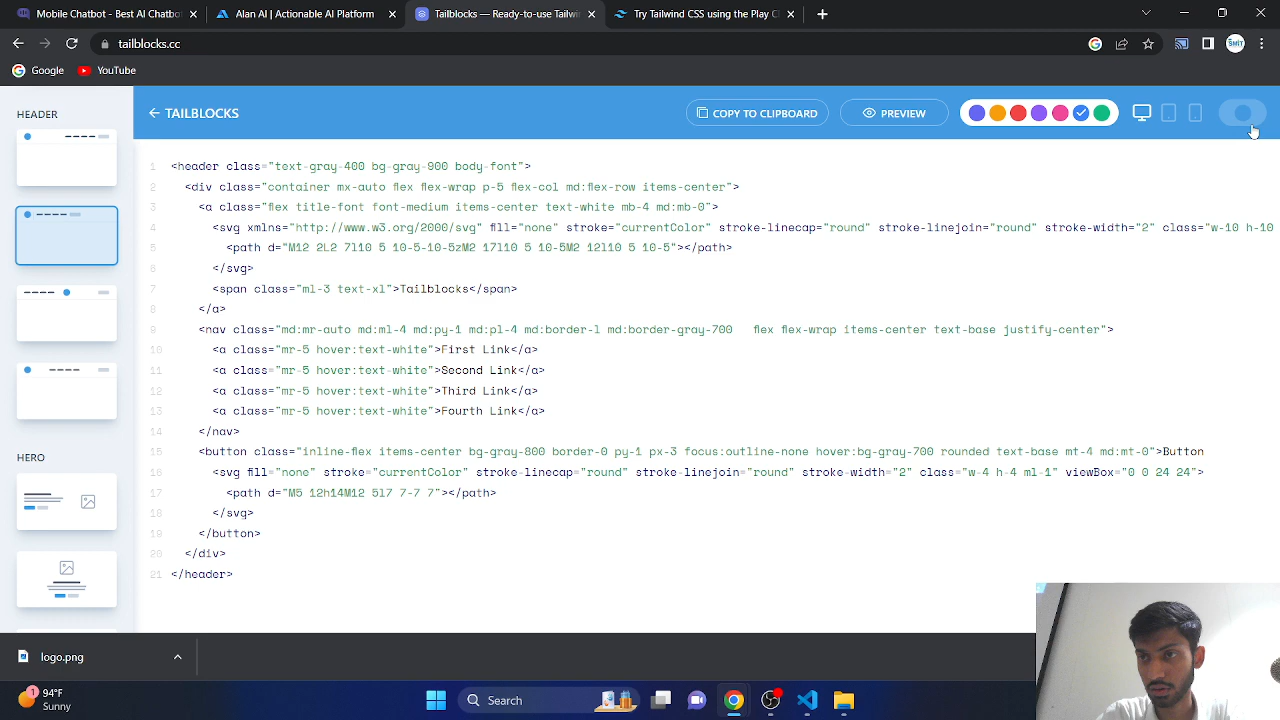 Mobile Chatbot - Best AI Chatbot
Alan AI | Actionable AI Platform
Tailblocks — Ready-to-use Tailwin
Try Tailwind CSS using the Play C
tailblocks.cc
SMIT
Google
YouTube
HEADER
TAILBLOCKS
COPY TO CLIPBOARD
PREVIEW
1 <header class="text-gray-400 bg-gray-900 body-font">
2 <div class="container mx-auto flex flex-wrap p-5 flex-col md:flex-row items-center">
3 <a class="flex title-font font-medium items-center text-white mb-4 md:mb-0">
4 <svg xmlns="http://www.w3.org/2000/svg" fill="none" stroke="currentColor" stroke-linecap="round" stroke-linejoin="round" stroke-width="2" class="w-10 h-10
5 <path d="M12 2L2 7l10 5 10-5-10-5zM2 17l10 5 10-5M2 12l10 5 10-5"></path>
6 </svg>
7 <span class="ml-3 text-xl">Tailblocks</span>
8 </a>
9 <nav class="md:mr-auto md:ml-4 md:py-1 md:pl-4 md:border-l md:border-gray-700 flex flex-wrap items-center text-base justify-center">
10 <a class="mr-5 hover:text-white">First Link</a>
11 <a class="mr-5 hover:text-white">Second Link</a>
12 <a class="mr-5 hover:text-white">Third Link</a>
13 <a class="mr-5 hover:text-white">Fourth Link</a>
14 </nav>
15 <button class="inline-flex items-center bg-gray-800 border-0 py-1 px-3 focus:outline-none hover:bg-gray-700 rounded text-base mt-4 md:mt-0">Button
16 <svg fill="none" stroke="currentColor" stroke-linecap="round" stroke-linejoin="round" stroke-width="2" class="w-4 h-4 ml-1" viewBox="0 0 24 24">
17 <path d="M5 12h14M12 5l7 7-7 7"></path>
18 </svg>
19 </button>
20 </div>
21 </header>
HERO
logo.png
1
94°F
Sunny
Search